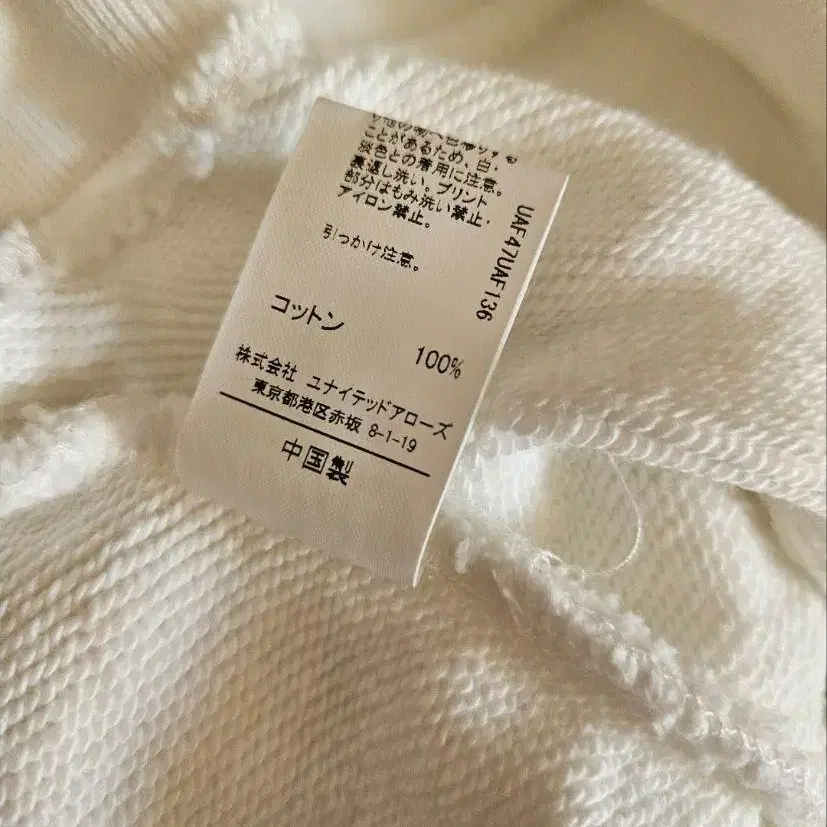 ことがあるため、白・
淡色との着用に注意。
裏返し洗い。プリント
部分はもみ洗い禁止・
アイロン禁止。
引っかけ注意。
UAF47UAF136
コットン
100%
株式会社 ユナイテッドアローズ
東京都港区赤坂 8-1-19
中国製